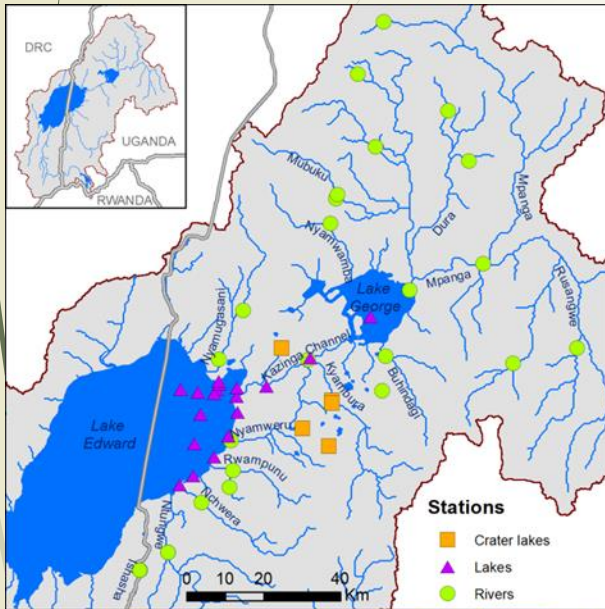 DRC
UGANDA
RWANDA
Mubuku
Nyamwamba
Dura
Mpanga
Mpanga
Rusangwe
Lake
George
Nyamugasani
Kazinga Channel
Kyambura
Buhindagi
Lake
Edward
Nyamweru
Rwampunu
Nchwera
Ntungwe
Ishasha
Stations
Crater lakes
Lakes
Rivers
0 10 20 40
Km